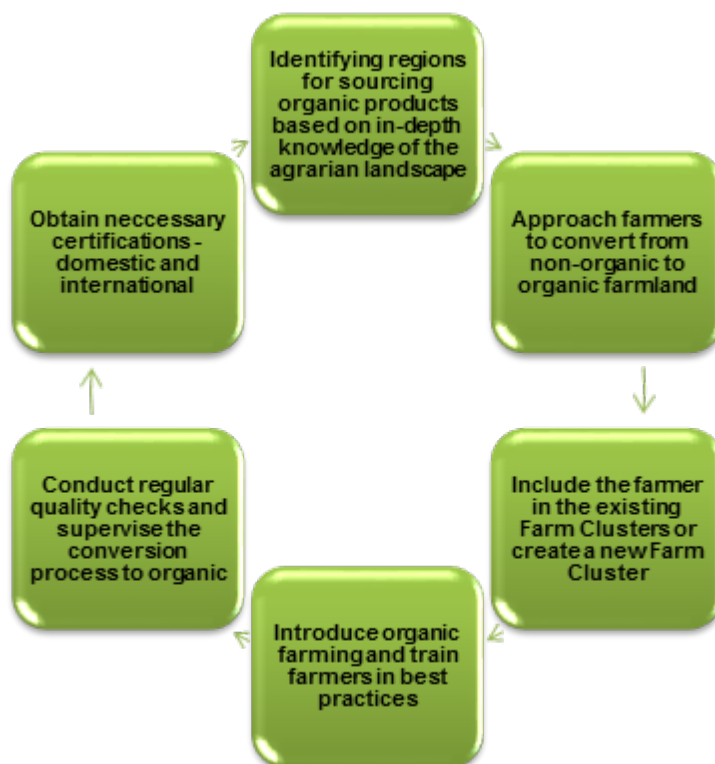 Identifying regions
for sourcing
organic products
based on in-depth
knowledge of the
agrarian landscape
Approach farmers
to convert from
non-organic to
organic farmland
Include the farmer
in the existing
Farm Clusters or
create a new Farm
Cluster
Introduce organic
farming and train
farmers in best
practices
Conduct regular
quality checks and
supervise the
conversion
process to organic
Obtain neccessary
certifications -
domestic and
international